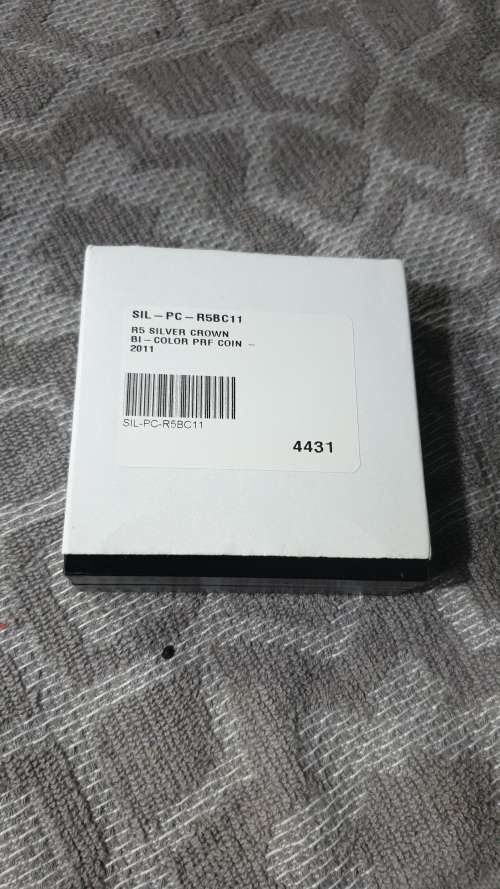 SIL-PC-R5BC11
R5 SILVER CROWN
BI-COLOR PRF COIN -
2011
SIL-PC-R5BC11
4431